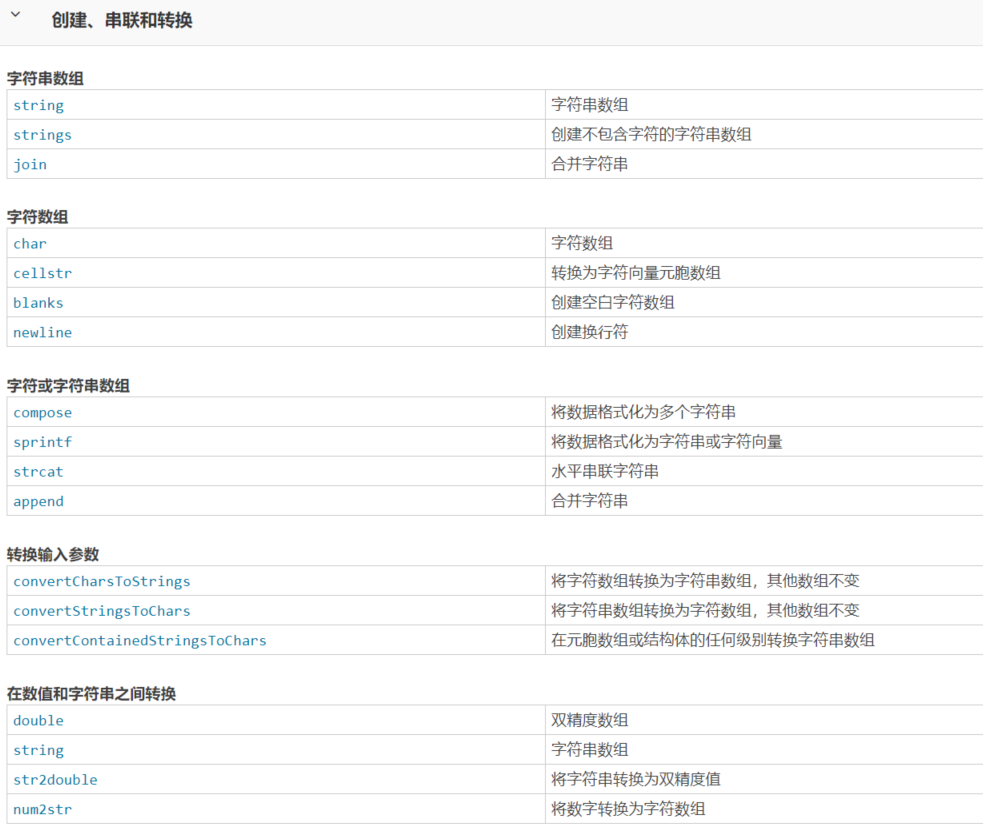 创建、串联和转换
字符串数组
string 字符串数组
strings 创建不包含字符的字符串数组
join 合并字符串
字符数组
char 字符数组
cellstr 转换为字符向量元胞数组
blanks 创建空白字符数组
newline 创建换行符
字符或字符串数组
compose 将数据格式化为多个字符串
sprintf 将数据格式化为字符串或字符向量
strcat 水平串联字符串
append 合并字符串
转换输入参数
convertCharsToStrings 将字符数组转换为字符串数组，其他数组不变
convertStringsToChars 将字符串数组转换为字符数组，其他数组不变
convertContainedStringsToChars 在元胞数组或结构体的任何级别转换字符串数组
在数值和字符串之间转换
double 双精度数组
string 字符串数组
str2double 将字符串转换为双精度值
num2str 将数字转换为字符数组